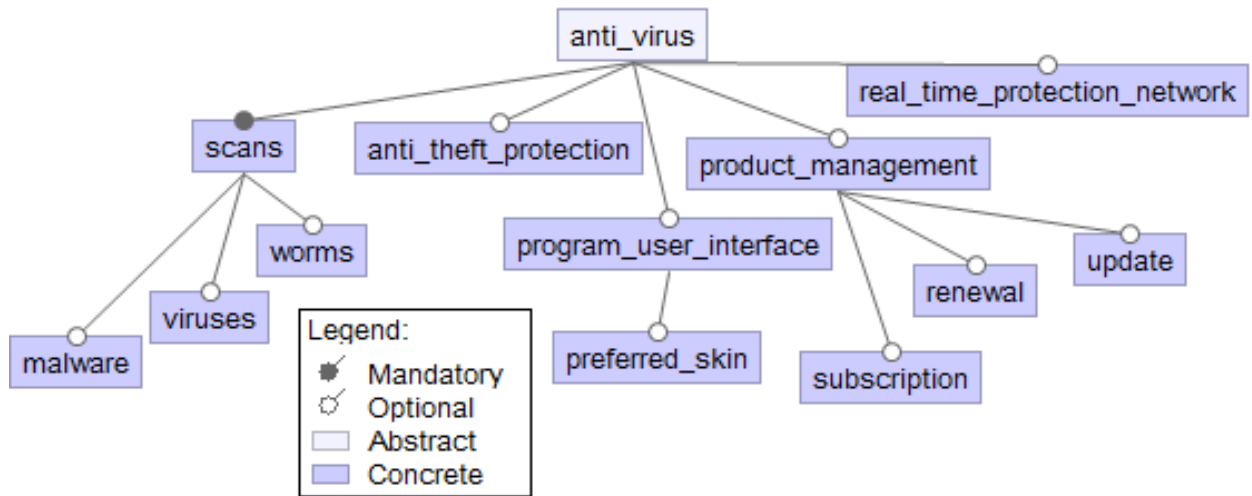 anti_virus
real_time_protection_network
scans
anti_theft_protection
product_management
worms
program_user_interface
update
viruses
renewal
malware
preferred_skin
subscription
Legend:
Mandatory
Optional
Abstract
Concrete